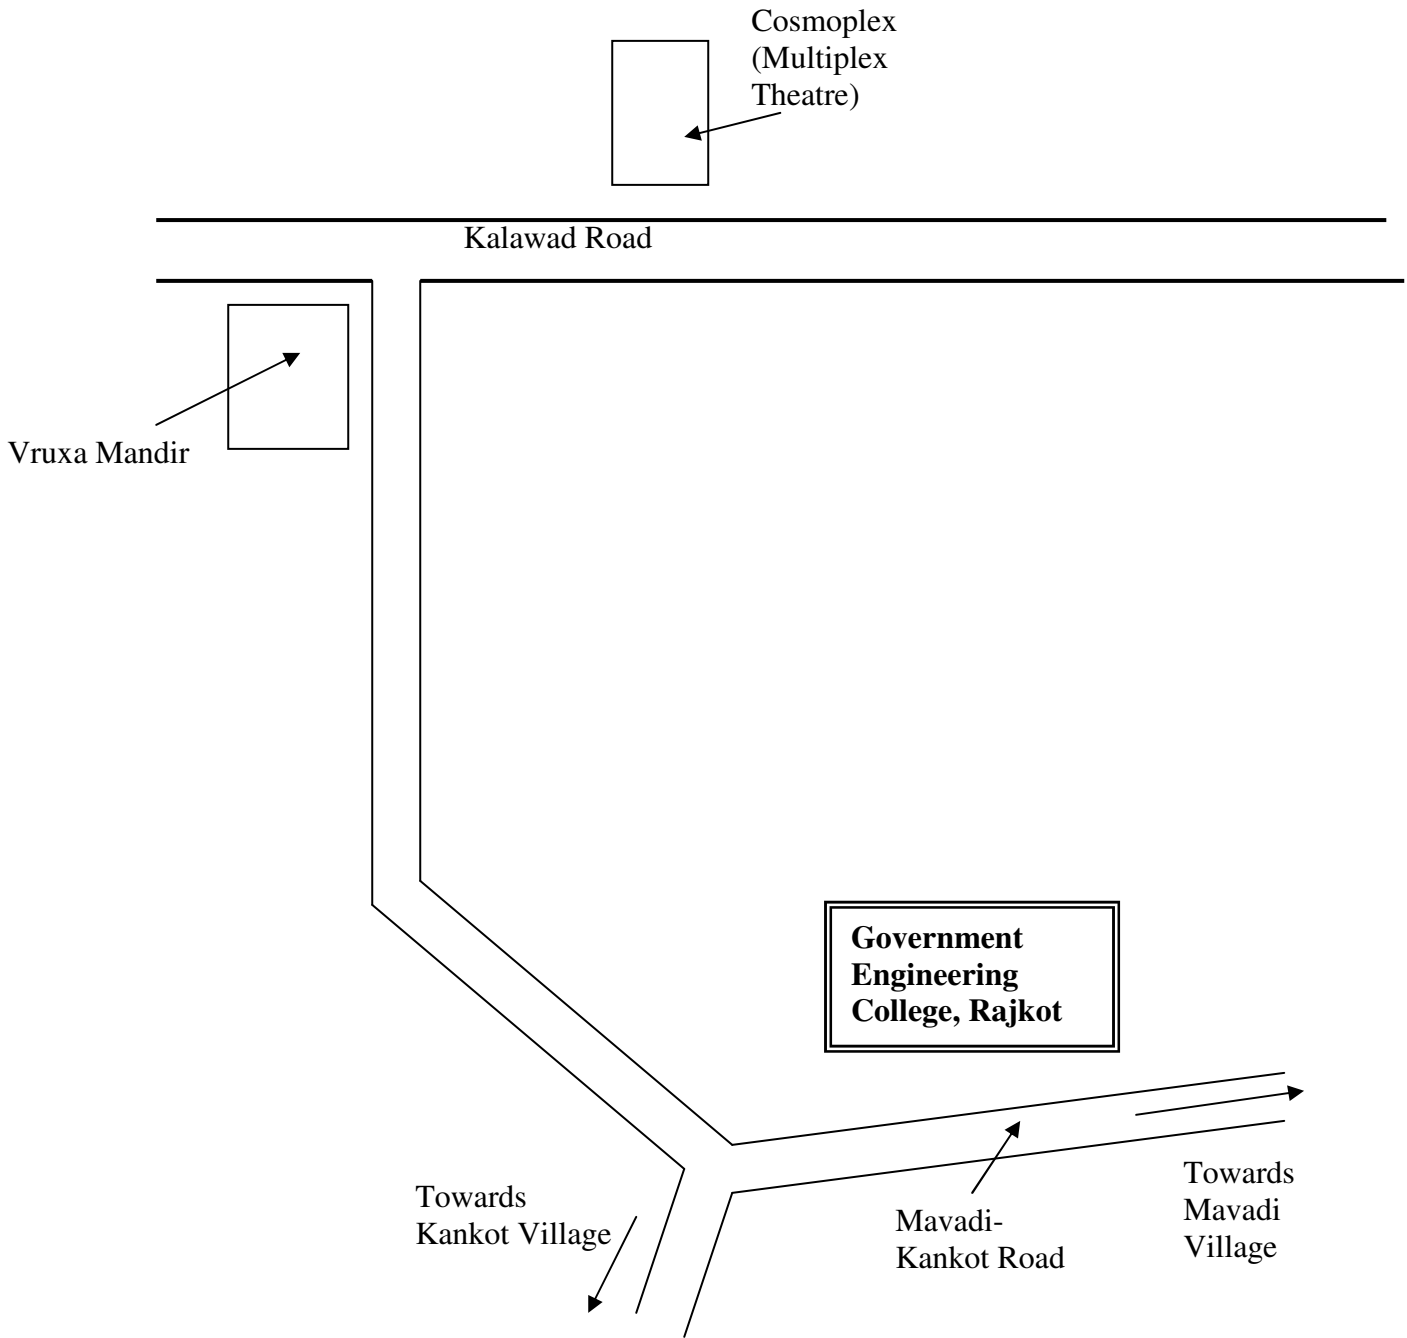 Cosmoplex
(Multiplex
Theatre)
Kalawad Road
Vruxa Mandir
Government
Engineering
College, Rajkot
Towards
Kankot Village
Mavadi-
Kankot Road
Towards
Mavadi
Village